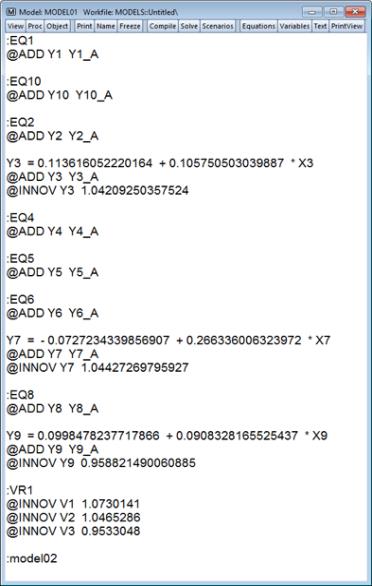 Model: MODEL01 Workfile: MODELS::Untitled\
View Proc Object Print Name Freeze Compile Solve Scenarios Equations Variables Text PrintView
:EQ1
@ADD Y1 Y1_A
:EQ10
@ADD Y10 Y10_A
:EQ2
@ADD Y2 Y2_A
Y3 = 0.113616052220164 + 0.105750503039887 * X3
@ADD Y3 Y3_A
@INNOV Y3 1.04209250357524
:EQ4
@ADD Y4 Y4_A
:EQ5
@ADD Y5 Y5_A
:EQ6
@ADD Y6 Y6_A
Y7 = - 0.0727234339856907 + 0.266336006323972 * X7
@ADD Y7 Y7_A
@INNOV Y7 1.04427269795927
:EQ8
@ADD Y8 Y8_A
Y9 = 0.0998478237717866 + 0.0908328165525437 * X9
@ADD Y9 Y9_A
@INNOV Y9 0.958821490060885
:VR1
@INNOV V1 1.0730141
@INNOV V2 1.0465286
@INNOV V3 0.9533048
:model02